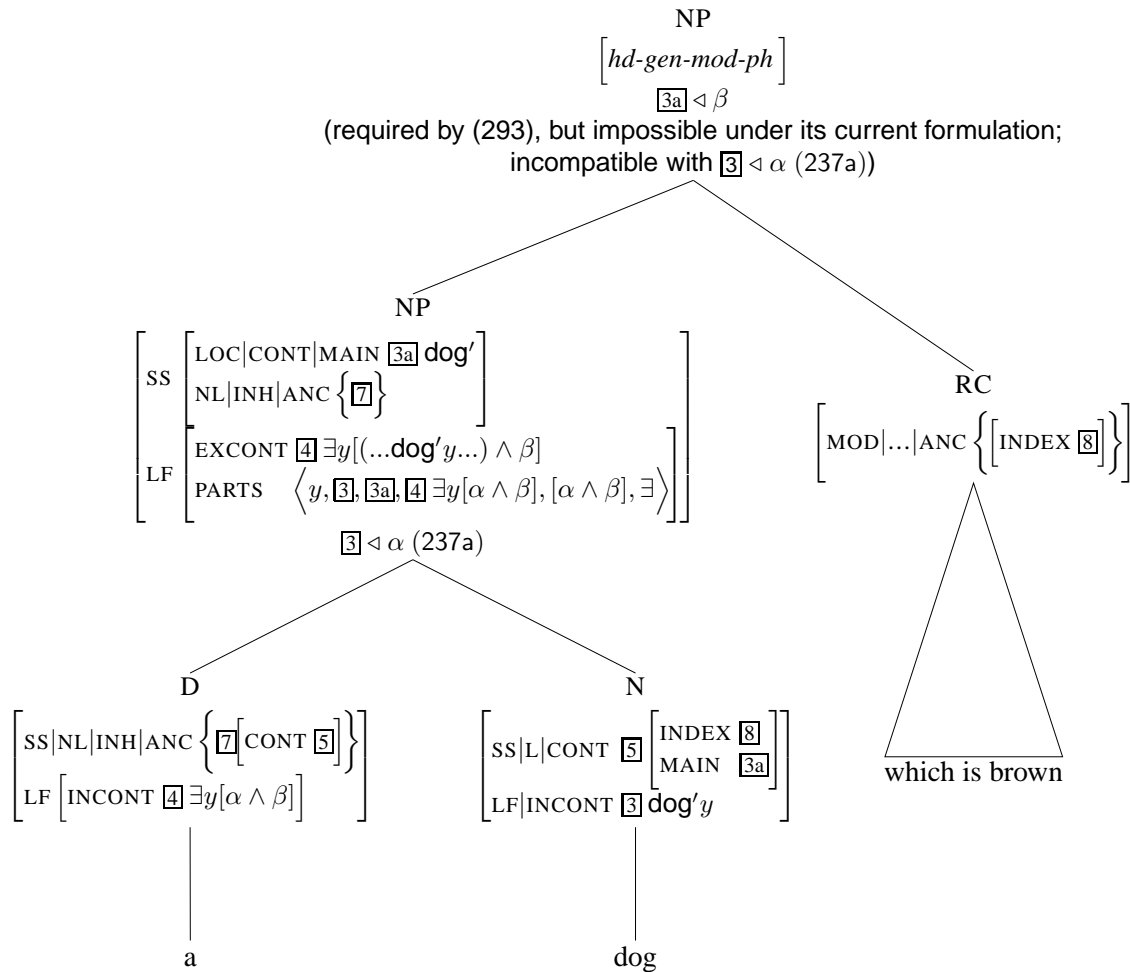 NP
[hd-gen-mod-ph]
3a ◁ β
(required by (293), but impossible under its current formulation;
incompatible with 3 ◁ α (237a))
NP
SS [LOC|CONT|MAIN 3a dog′
NL|INH|ANC {7}]
LF [EXCONT 4 ∃y[(...dog′y...) ∧ β]
PARTS ⟨y, 3, 3a, 4 ∃y[α ∧ β], [α ∧ β], ∃⟩]
3 ◁ α (237a)
RC
[MOD|...|ANC {[INDEX 8]}]
D
[SS|NL|INH|ANC {7[CONT 5]}
LF [INCONT 4 ∃y[α ∧ β]]]
N
[SS|L|CONT 5 [INDEX 8
MAIN 3a]
LF|INCONT 3 dog′y]
which is brown
a
dog